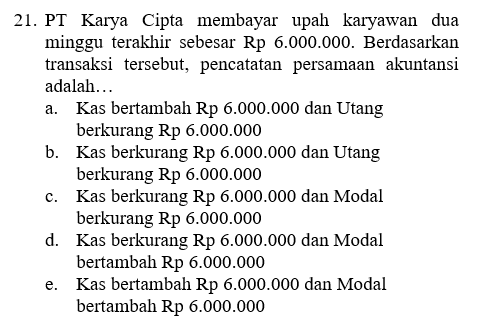 21. PT Karya Cipta membayar upah karyawan dua
minggu terakhir sebesar Rp 6.000.000. Berdasarkan
transaksi tersebut, pencatatan persamaan akuntansi
adalah…
a. Kas bertambah Rp 6.000.000 dan Utang
berkurang Rp 6.000.000
b. Kas berkurang Rp 6.000.000 dan Utang
berkurang Rp 6.000.000
c. Kas berkurang Rp 6.000.000 dan Modal
berkurang Rp 6.000.000
d. Kas berkurang Rp 6.000.000 dan Modal
bertambah Rp 6.000.000
e. Kas bertambah Rp 6.000.000 dan Modal
bertambah Rp 6.000.000